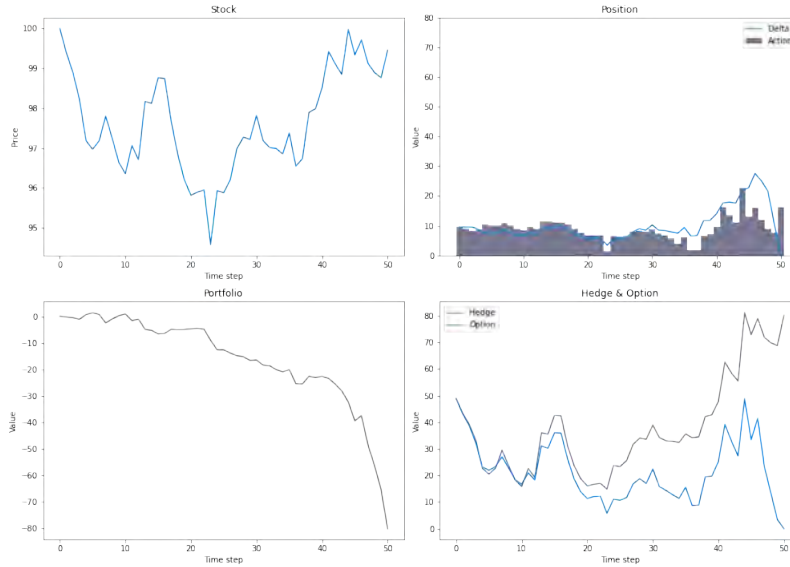 Stock
Price
100
99
98
97
96
95
0 10 20 30 40 50
Time step
Position
Value
80
70
60
50
40
30
20
10
0
Delta
Action
0 10 20 30 40 50
Time step
Portfolio
Value
0
−10
−20
−30
−40
−50
−60
−70
−80
0 10 20 30 40 50
Time step
Hedge & Option
Value
80
70
60
50
40
30
20
10
0
Hedge
Option
0 10 20 30 40 50
Time step